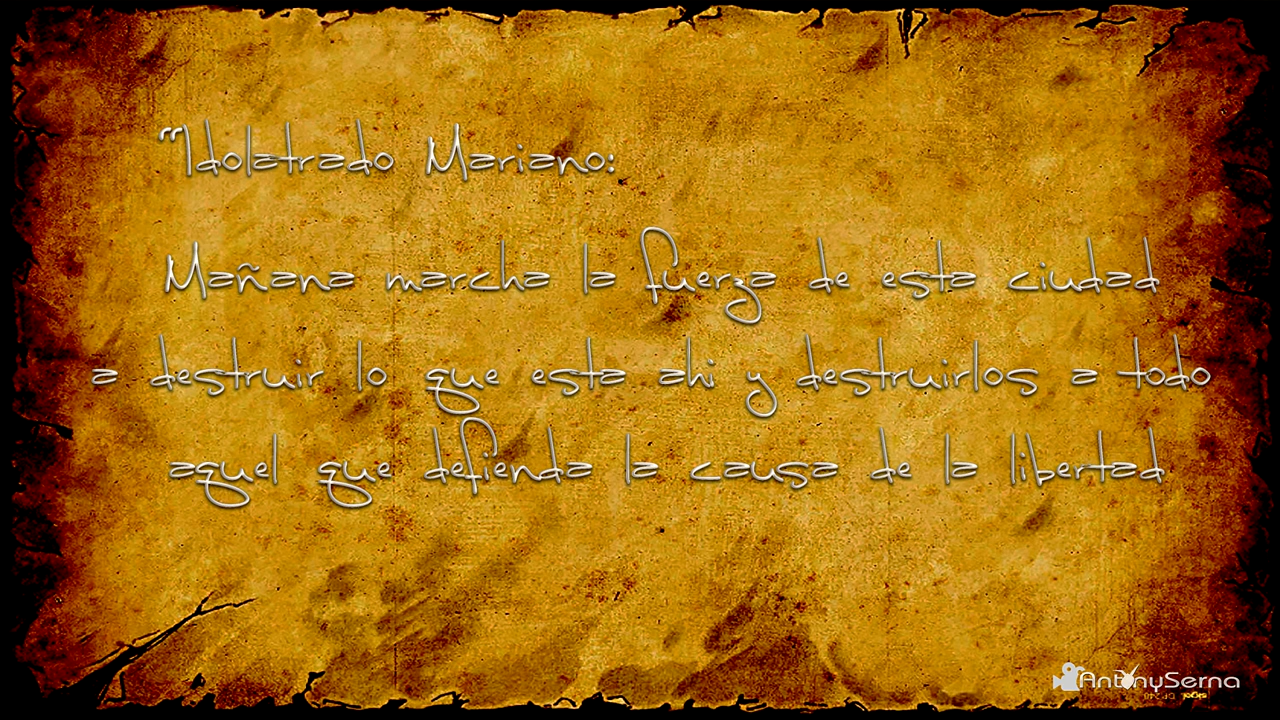 "Idolatrado Mariano:
Mañana marcha la fuerza de esta ciudad
a destruir lo que esta ahi y destruirlos a todo
aquel que defienda la causa de la libertad
AntonySerna